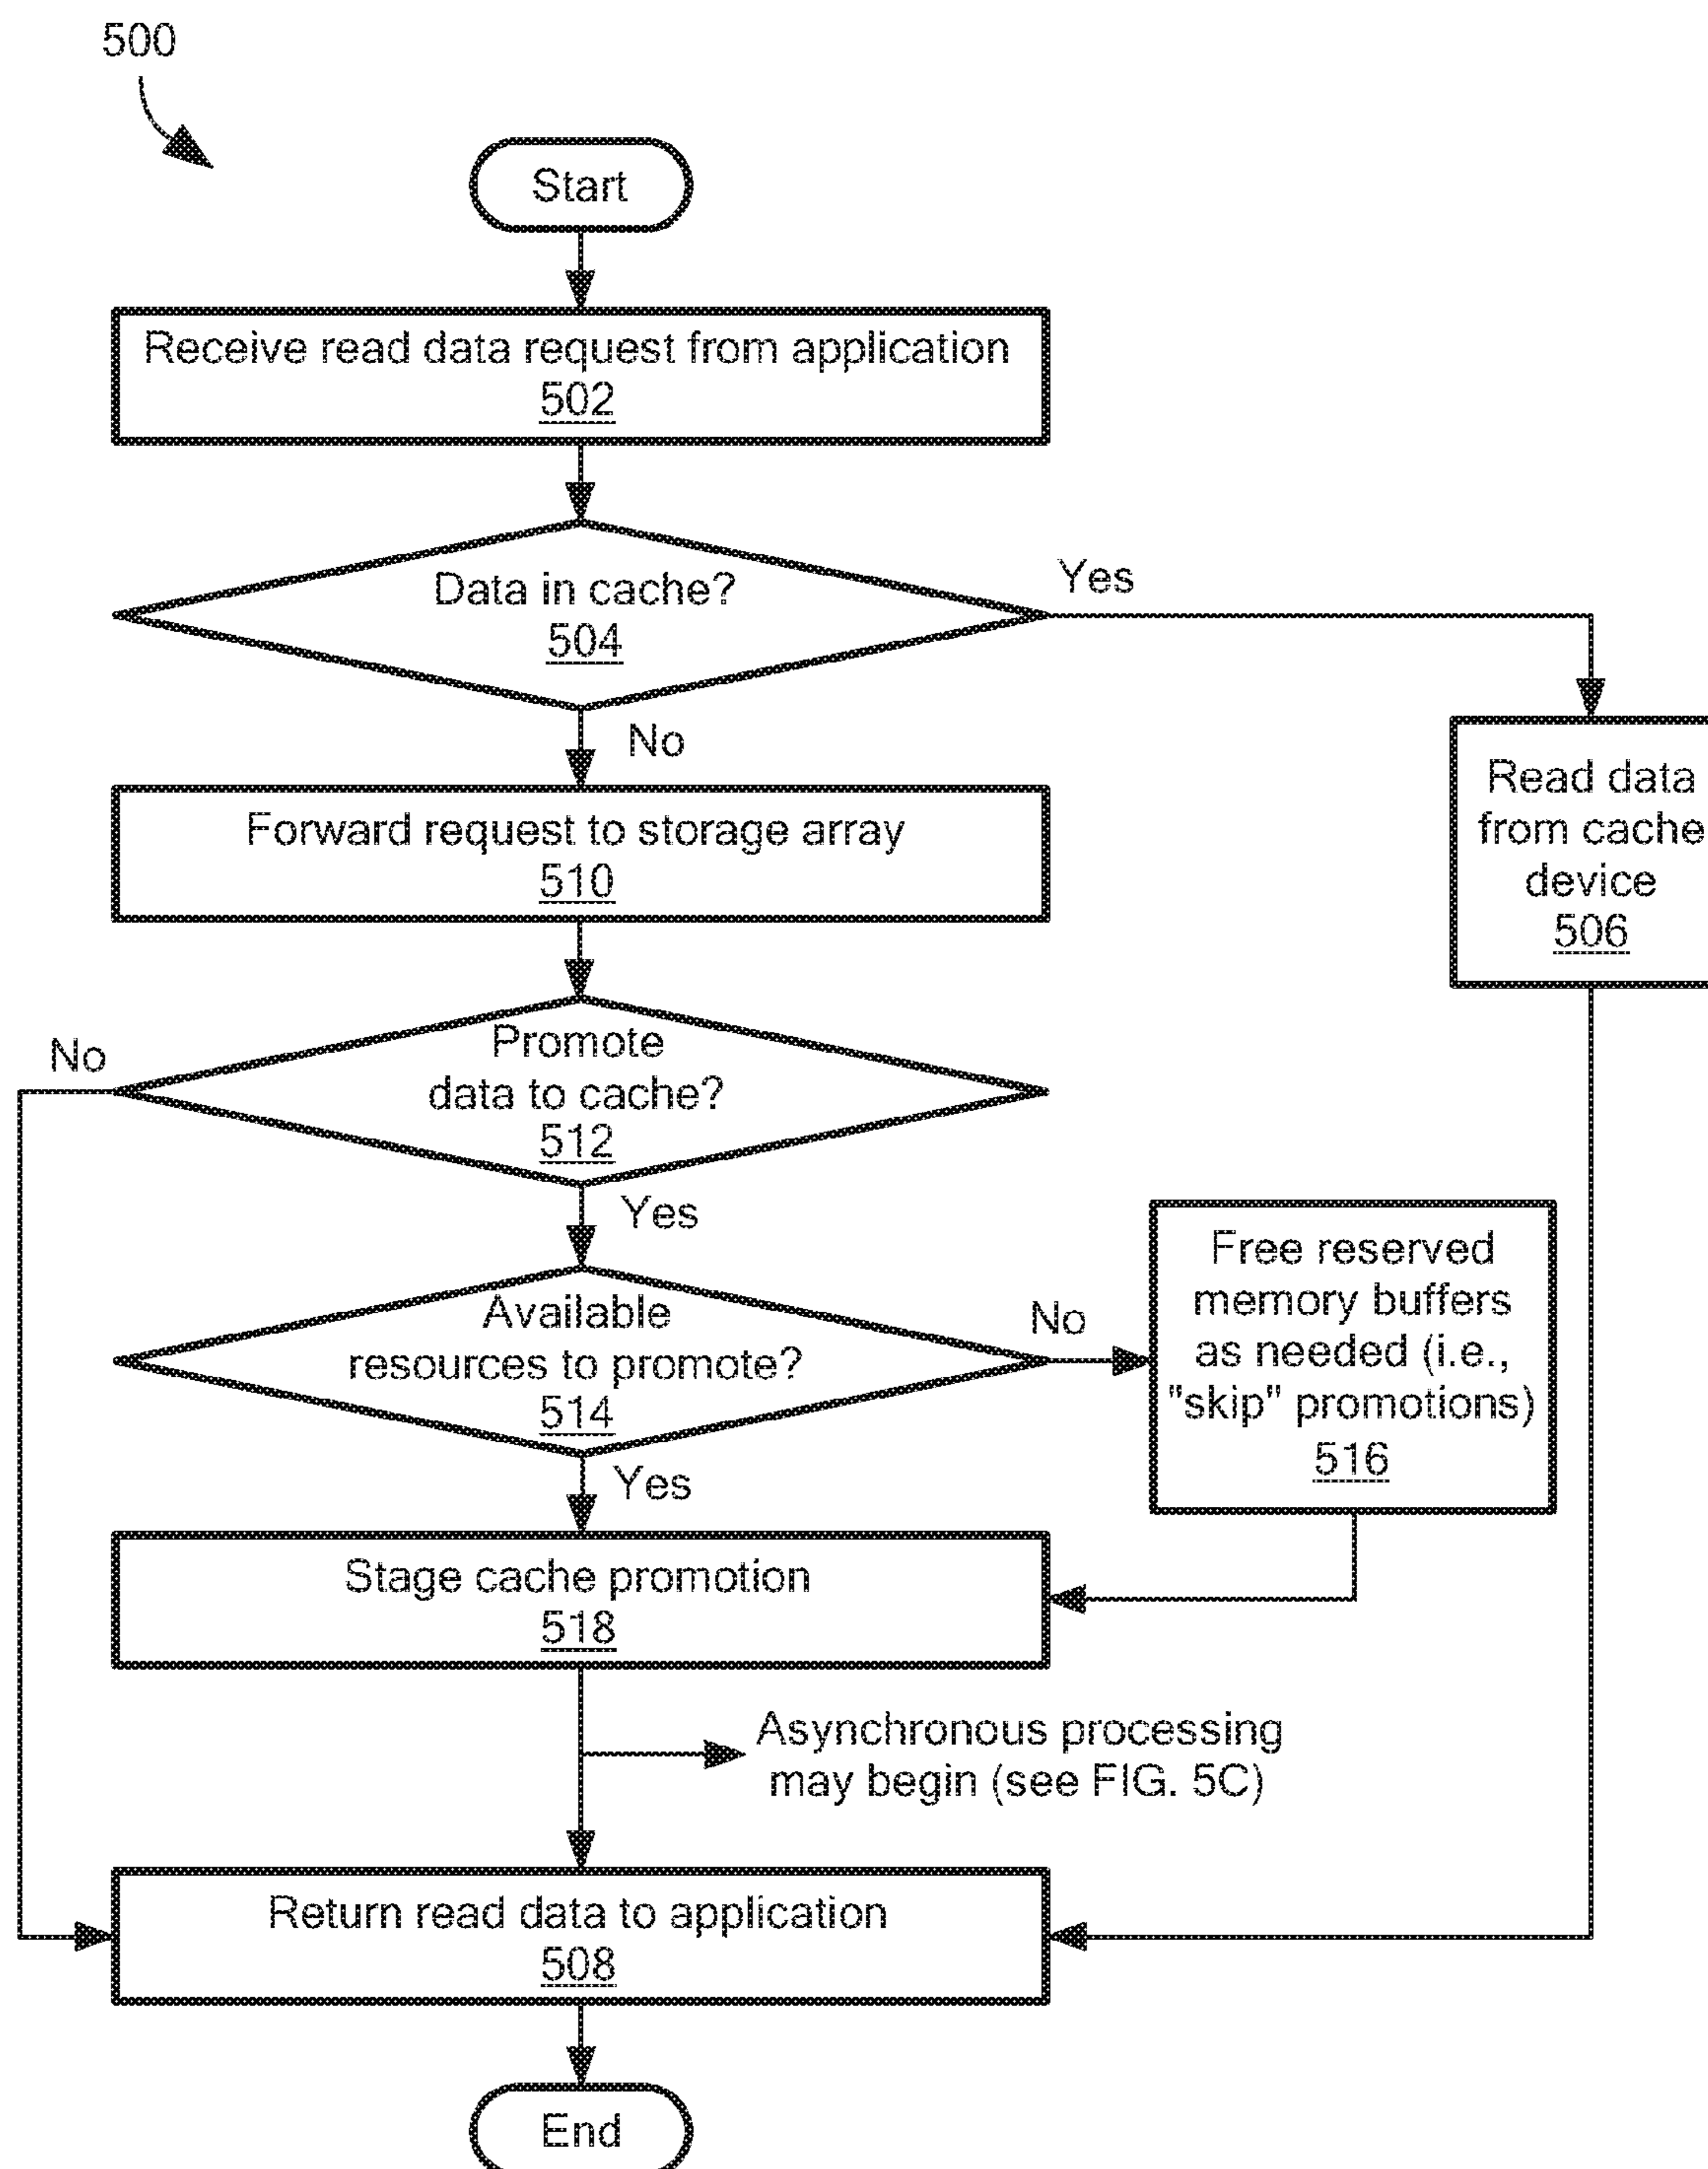 500
Start
Receive read data request from application
502
Data in cache?
504
Yes
No
Read data
from cache
device
506
Forward request to storage array
510
Promote
data to cache?
512
No
Yes
Available
resources to promote?
514
No
Free reserved
memory buffers
as needed (i.e.,
"skip" promotions)
516
Yes
Stage cache promotion
518
Asynchronous processing
may begin (see FIG. 5C)
Return read data to application
508
End